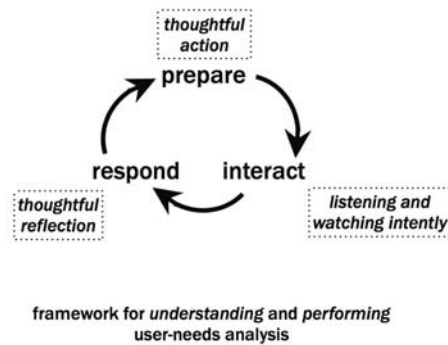 thoughtful
action
prepare
respond
interact
thoughtful
reflection
listening and
watching intently
framework for understanding and performing
user-needs analysis